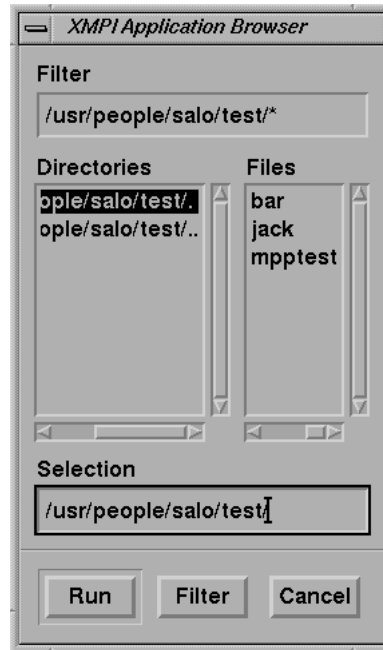 XMPI Application Browser
Filter
/usr/people/salo/test/*
Directories
Files
ople/salo/test/.
ople/salo/test/..
bar
jack
mpptest
Selection
/usr/people/salo/test/
Run
Filter
Cancel